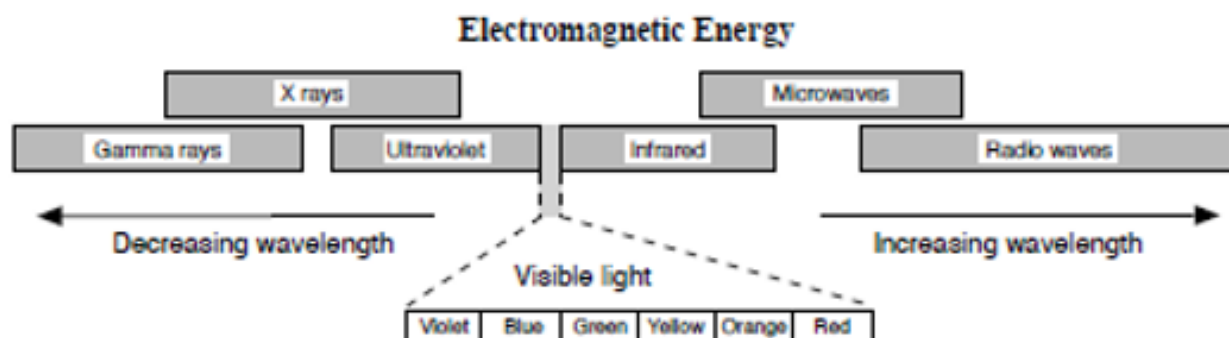 Electromagnetic Energy
X rays
Microwaves
Gamma rays
Ultraviolet
Infrared
Radio waves
Decreasing wavelength
Increasing wavelength
Visible light
Violet Blue Green Yellow Orange Red